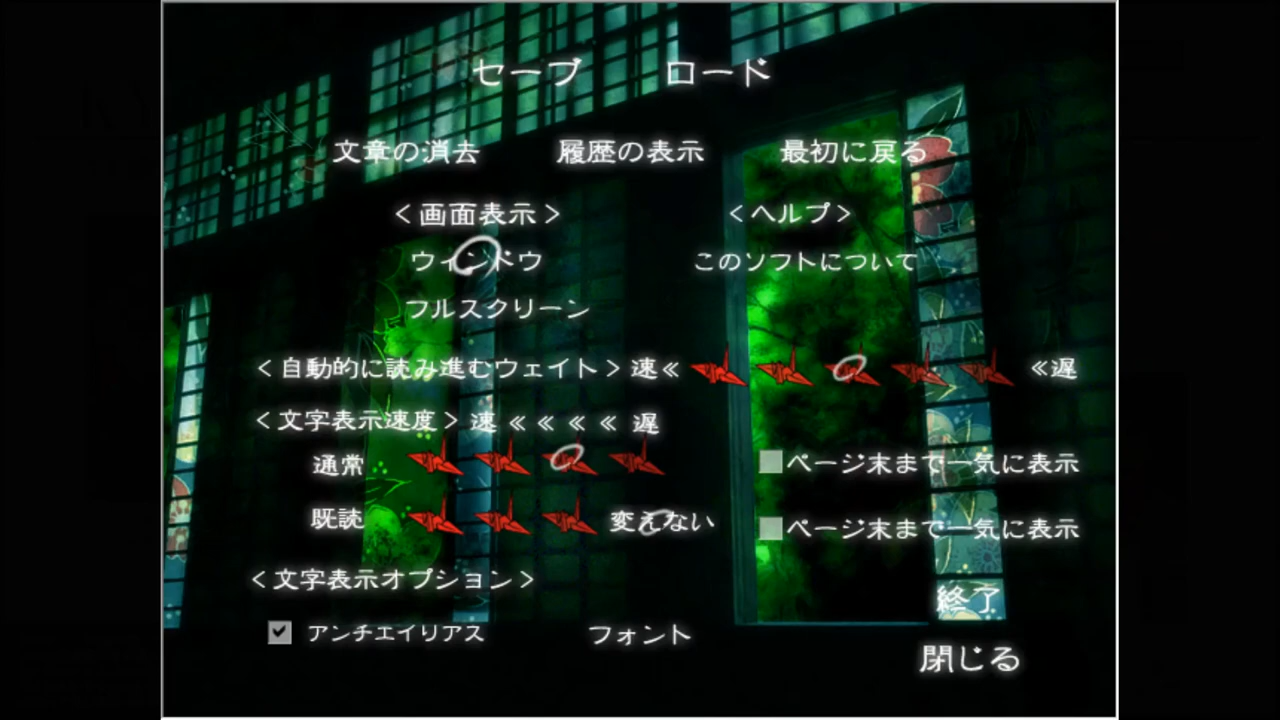 セーブ ロード
文章の消去 履歴の表示 最初に戻る
<画面表示> <ヘルプ>
ウィンドウ このソフトについて
フルスクリーン
<自動的に読み進むウェイト> 速≪ ≪遅
<文字表示速度> 速 ≪ ≪ ≪ ≪ 遅
通常 ページ末まで一気に表示
既読 変えない ページ末まで一気に表示
<文字表示オプション>
終了
アンチエイリアス フォント
閉じる